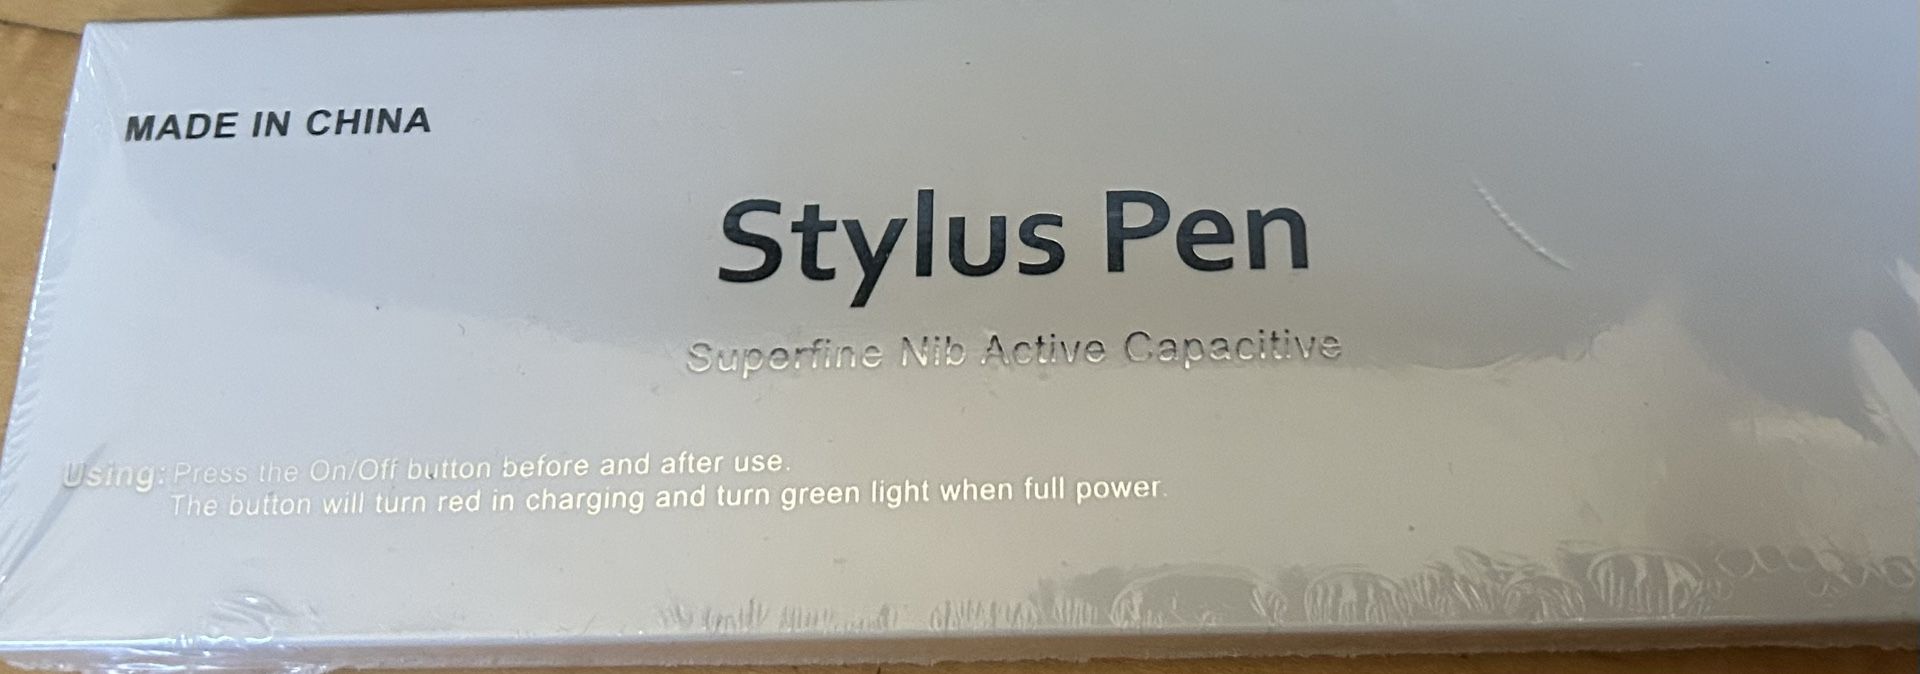 MADE IN CHINA
Stylus Pen
Superfine Nib Active Capacitive
Using: Press the On/Off button before and after use.
The button will turn red in charging and turn green light when full power.